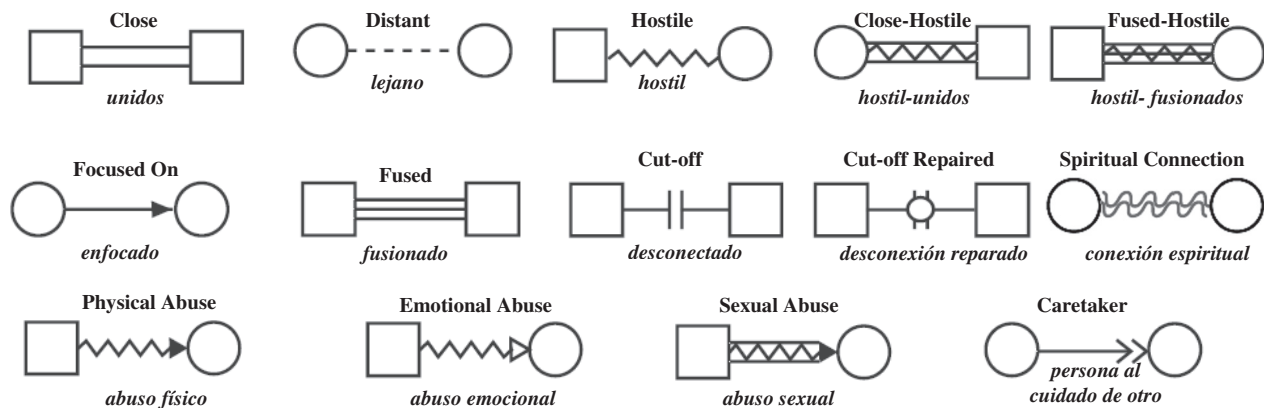 Close
Distant
Hostile
Close-Hostile
Fused-Hostile
unidos
lejano
hostil
hostil-unidos
hostil- fusionados
Focused On
Fused
Cut-off
Cut-off Repaired
Spiritual Connection
enfocado
fusionado
desconectado
desconexión reparado
conexión espiritual
Physical Abuse
Emotional Abuse
Sexual Abuse
Caretaker
abuso físico
abuso emocional
abuso sexual
persona al
cuidado de otro